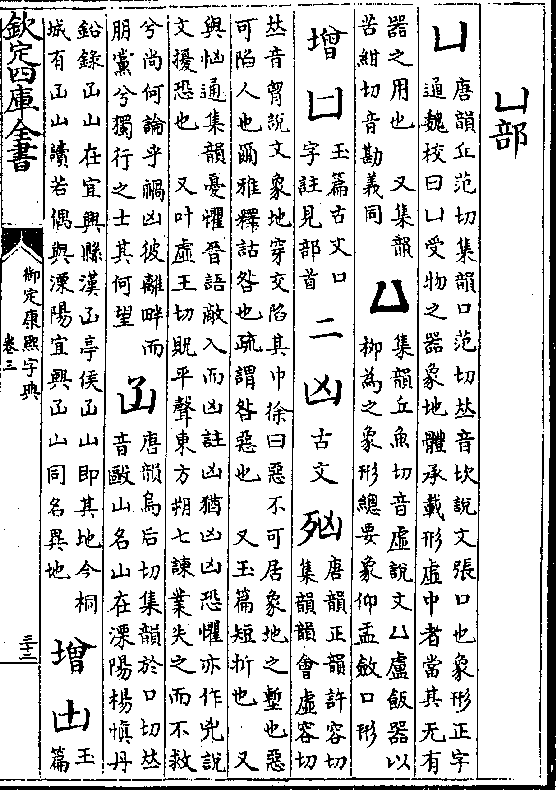 凵部
凵
唐韻丘范切集韻口范切𠀤音坎說文張口也象形正字
通魏校曰凵受物之器象地體承載形虛中者當其无有
器之用也　又集韻
苦紺切音勘義同
𠙴
集韻丘魚切音虛說文凵盧飯器以
柳為之象形總要象仰盂斂口形
增𠙵
玉篇古文口
字註見部首
二
凶
古文
殈
唐韻正韻許容切
集韻韻會虛容切
𠀤音胷說文象地穿交陷其中徐曰惡不可居象地之塹也惡
可陷人也爾雅釋詁咎也疏謂咎惡也　又玉篇短折也　又
與忷通集韻憂懼晉語敵入而凶註凶猶凶凶恐懼亦作兇說
文擾恐也　又叶虛王切貺平聲東方朔七諫業失之而不救
兮尚何論乎禍凶彼離畔而
朋黨兮獨行之士其何望
凾
唐韻烏后切集韻於口切𠀤
音毆山名山在溧陽楊愼丹
鉛錄凾山在宜興縣漢凾亭侯凾山即其地今桐
城有凾山讀若偶與溧陽宜興凾山同名異地
增凷
玉
篇
欽定四庫全書
御定康熙字典
卷三
三十二